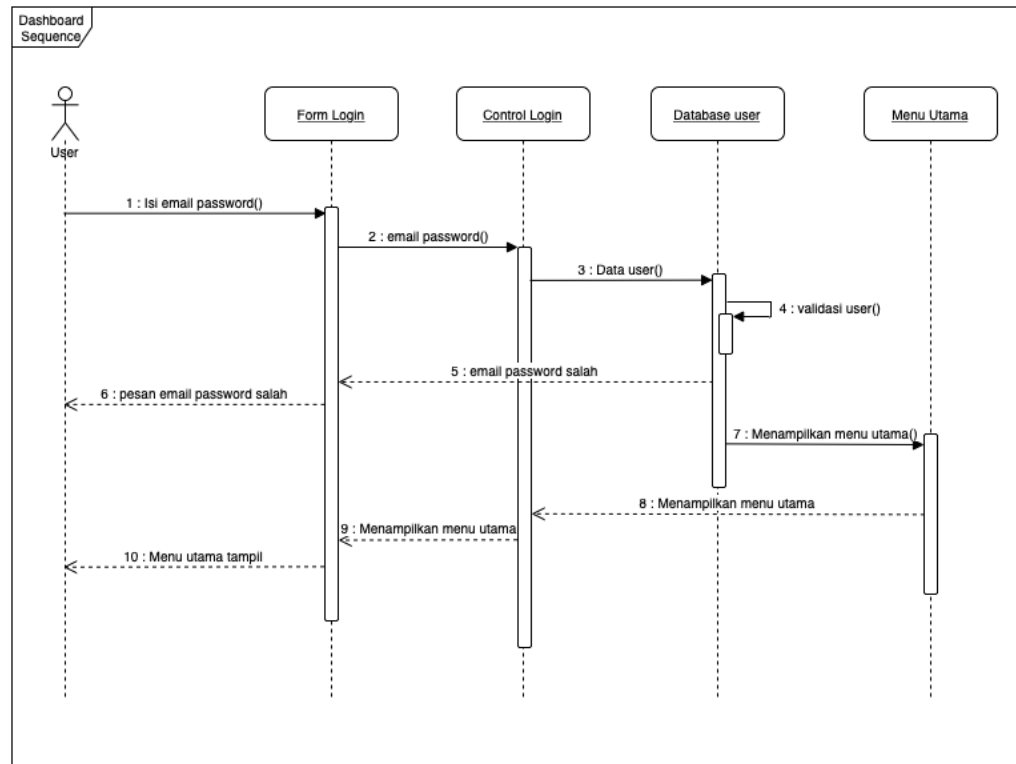 Dashboard
Sequence
User
Form Login
Control Login
Database user
Menu Utama
1 : Isi email password()
2 : email password()
3 : Data user()
4 : validasi user()
5 : email password salah
6 : pesan email password salah
7 : Menampilkan menu utama()
8 : Menampilkan menu utama
9 : Menampilkan menu utama
10 : Menu utama tampil